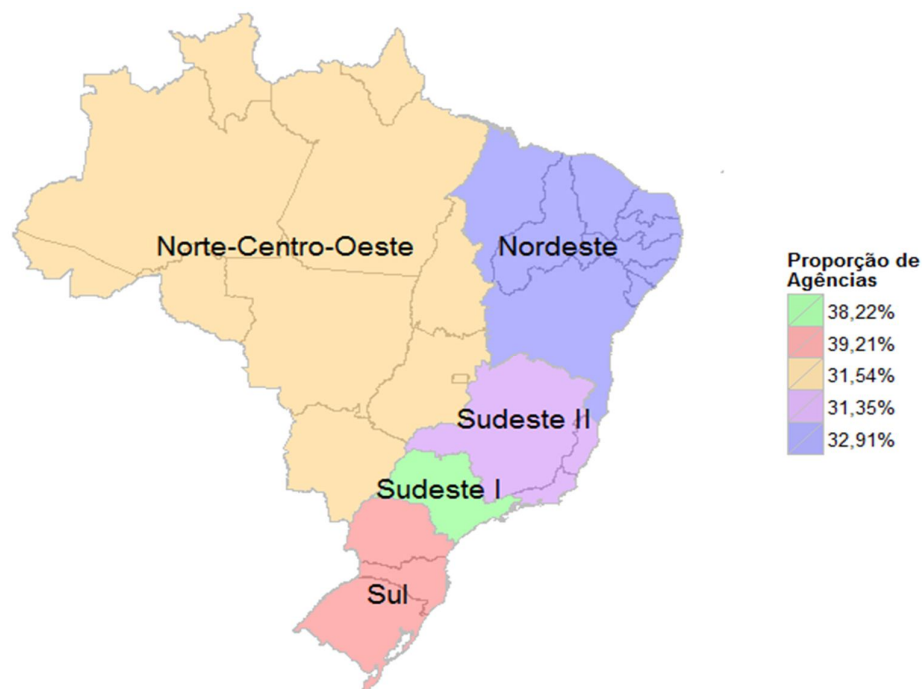 Norte-Centro-Oeste
Nordeste
Sudeste II
Sudeste I
Sul
Proporção de
Agências
38,22%
39,21%
31,54%
31,35%
32,91%